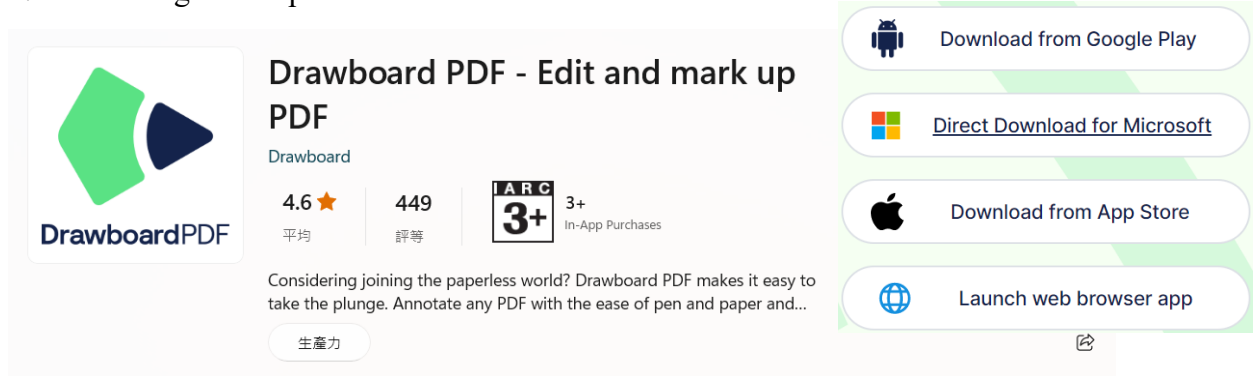 Drawboard PDF - Edit and mark up
PDF
Drawboard
4.6
449
平均
評等
IARC
3+
3+
In-App Purchases
DrawboardPDF
Considering joining the paperless world? Drawboard PDF makes it easy to
take the plunge. Annotate any PDF with the ease of pen and paper and...
生產力
Download from Google Play
Direct Download for Microsoft
Download from App Store
Launch web browser app